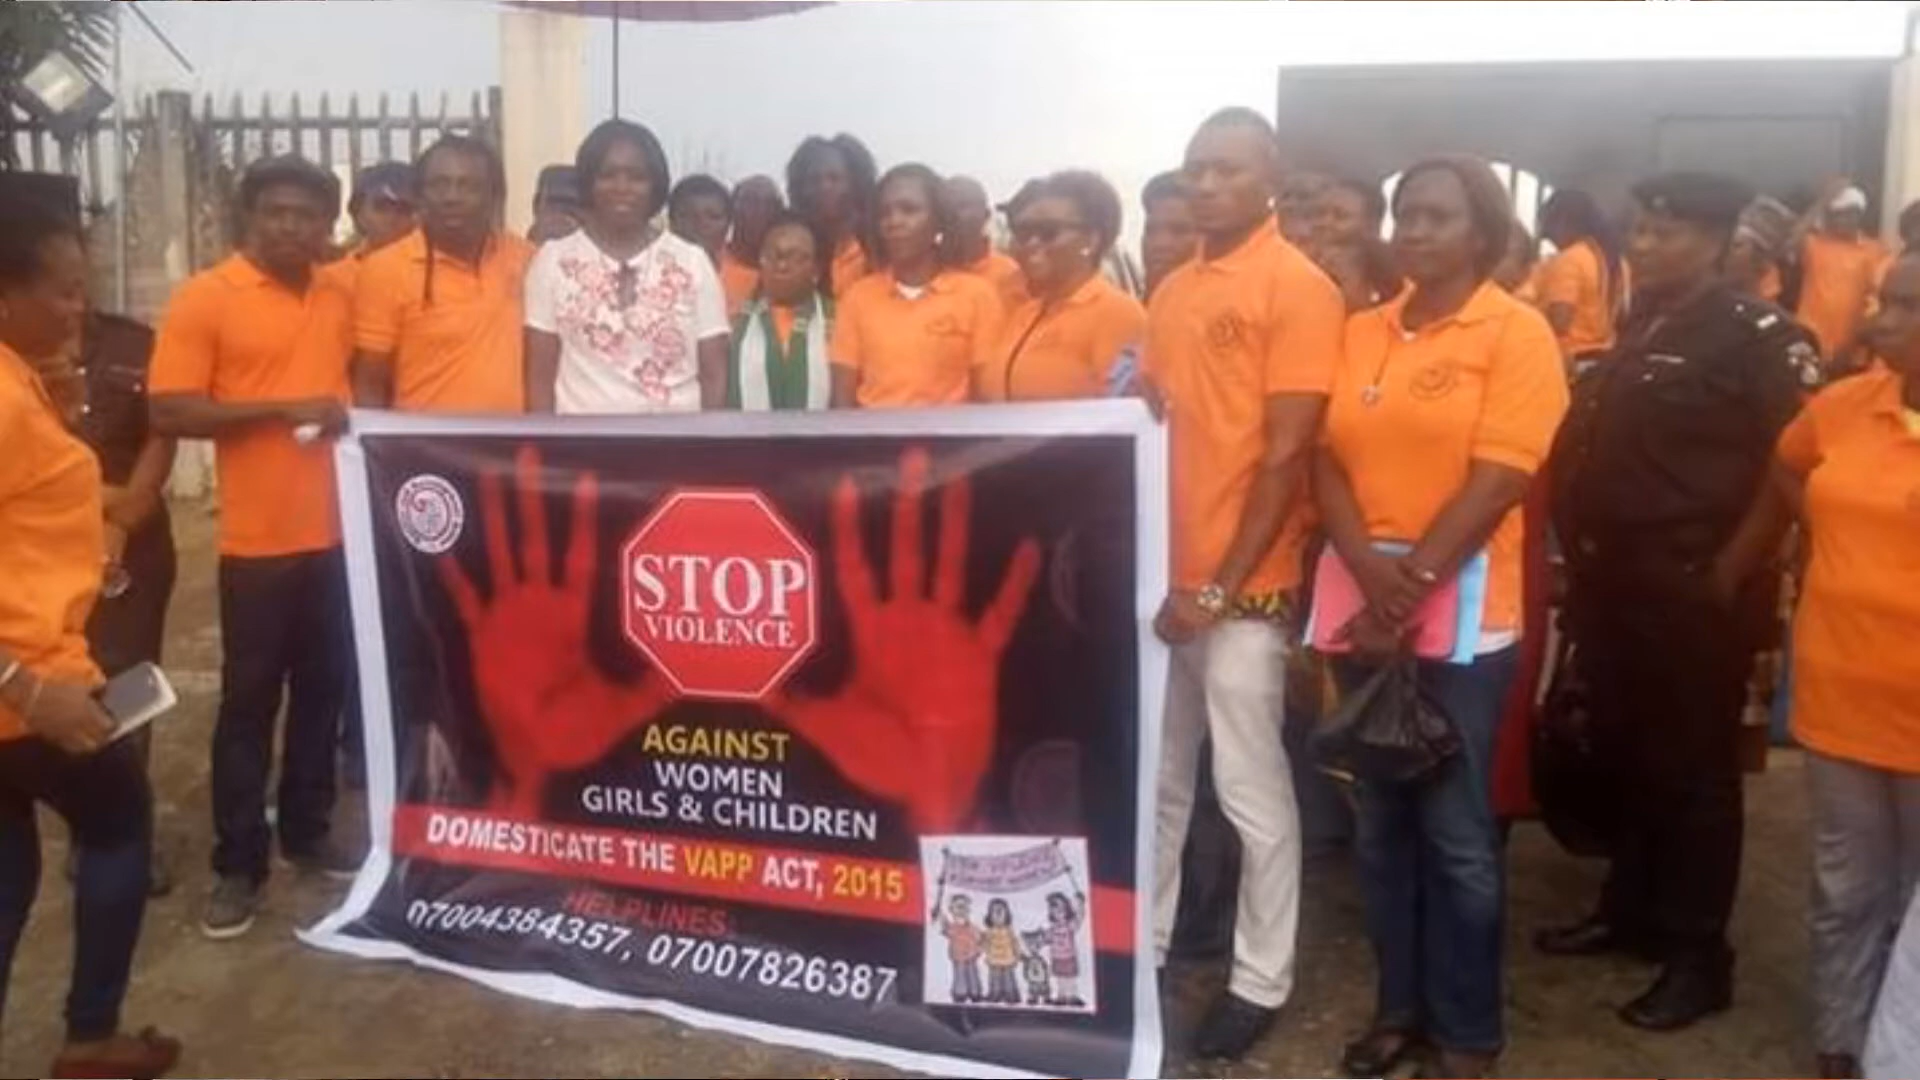 STOP
VIOLENCE
AGAINST
WOMEN
GIRLS & CHILDREN
DOMESTICATE THE VAPP ACT, 2015
HELPLINES:
07004384357, 07007826387